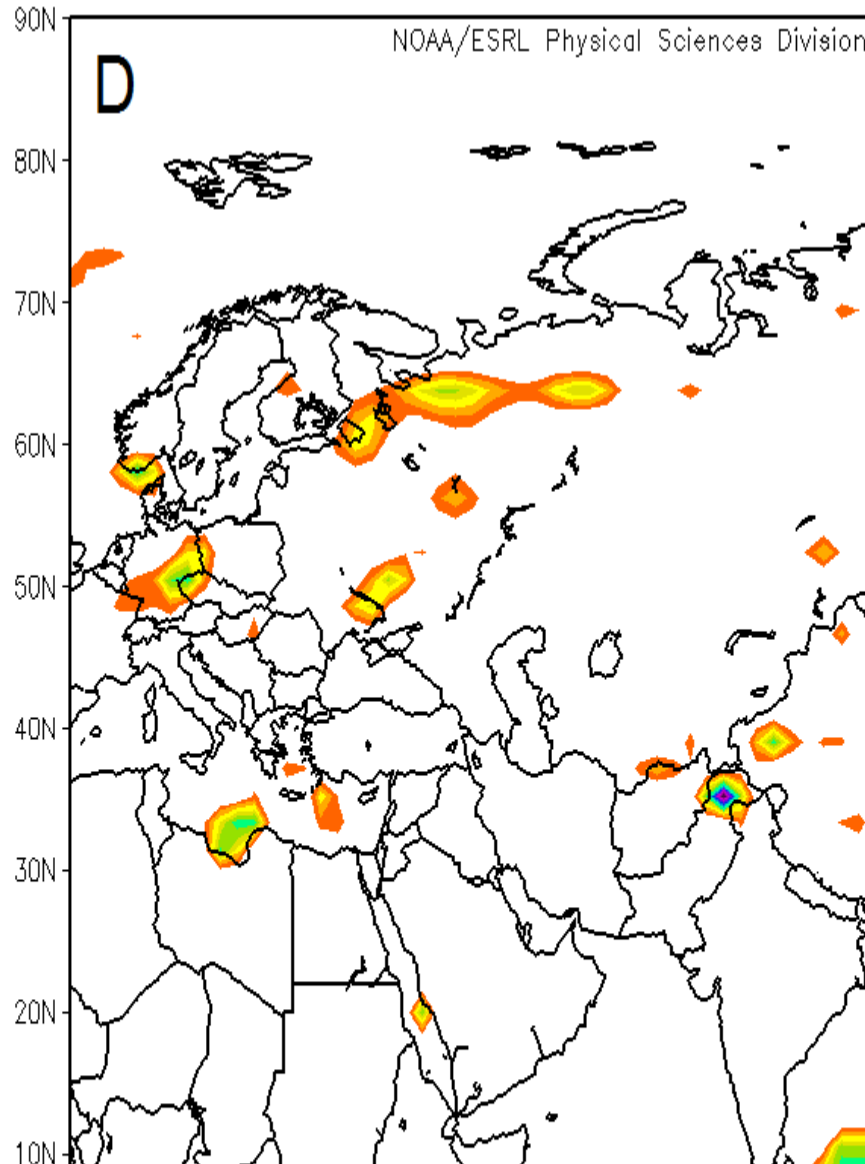 90N
NOAA/ESRL Physical Sciences Division
D
80N
70N
60N
50N
40N
30N
20N
10N